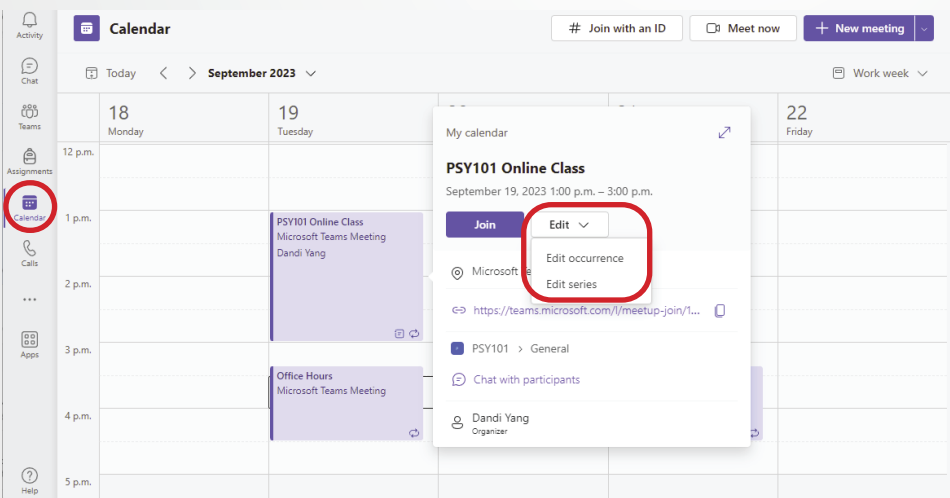 Activity
Chat
Teams
Assignments
Calendar
Calls
Apps
Help
Calendar
# Join with an ID
Meet now
+ New meeting
Today
September 2023
Work week
18
Monday
19
Tuesday
22
Friday
12 p.m.
1 p.m.
2 p.m.
3 p.m.
4 p.m.
5 p.m.
PSY101 Online Class
Microsoft Teams Meeting
Dandi Yang
Office Hours
Microsoft Teams Meeting
My calendar
PSY101 Online Class
September 19, 2023 1:00 p.m. – 3:00 p.m.
Join
Edit
Edit occurrence
Edit series
Microsoft
https://teams.microsoft.com/l/meetup-join/1...
PSY101 > General
Chat with participants
Dandi Yang
Organizer